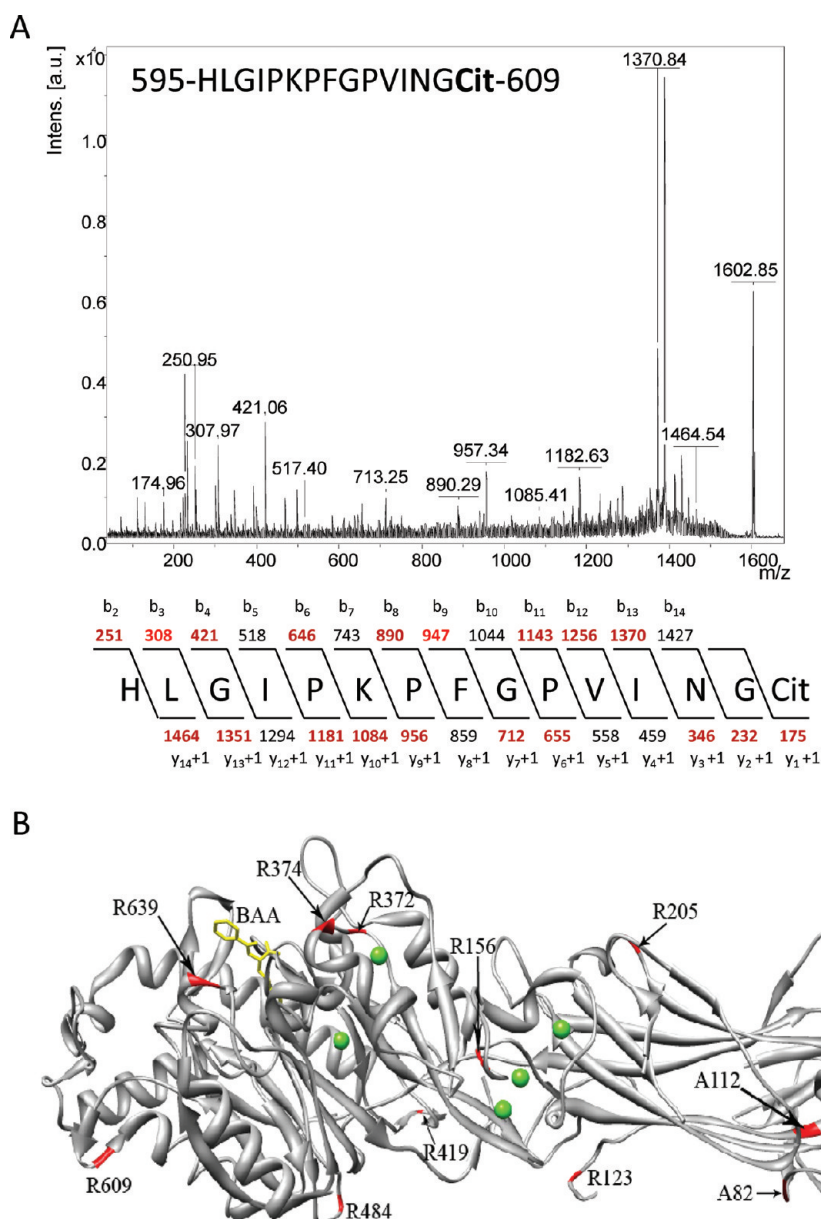 A
x10⁴
Intens. [a.u.]
595-HLGIPKPFGPVINGCit-609
1370.84
1.0
0.8
1602.85
0.6
250.95
0.4
421.06
307.97
957.34
1182.63
1464.54
0.2
174.96
517.40
713.25
890.29
1085.41
0.0
200 400 600 800 1000 1200 1400 1600
m/z
b₂ b₃ b₄ b₅ b₆ b₇ b₈ b₉ b₁₀ b₁₁ b₁₂ b₁₃ b₁₄
251 308 421 518 646 743 890 947 1044 1143 1256 1370 1427
H L G I P K P F G P V I N G Cit
1464 1351 1294 1181 1084 956 859 712 655 558 459 346 232 175
y₁₄+1 y₁₃+1 y₁₂+1 y₁₁+1 y₁₀+1 y₉+1 y₈+1 y₇+1 y₆+1 y₅+1 y₄+1 y₃+1 y₂+1 y₁+1
B
R374
R372
R639
BAA
R156
R205
A112
R419
R609
R123
A82
R484